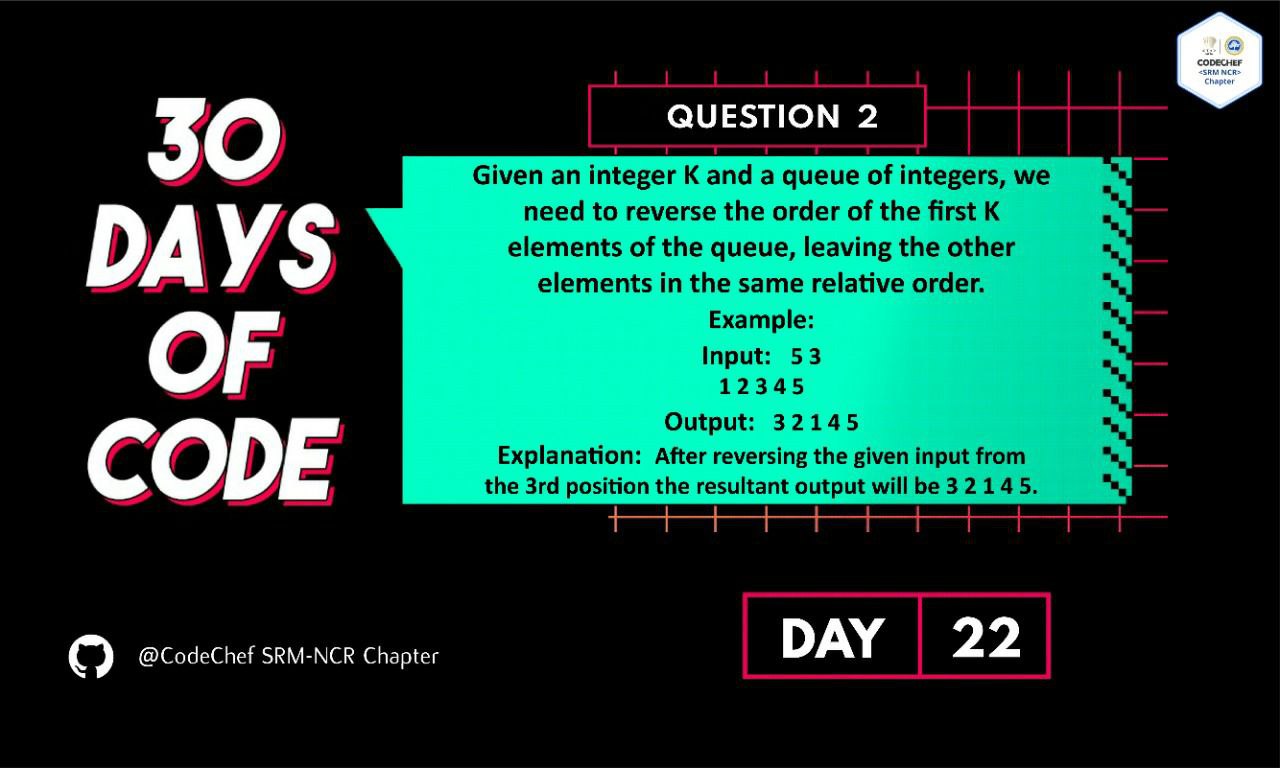 CODECHEF
<SRM NCR>
Chapter
30
DAYS
OF
CODE
QUESTION 2
Given an integer K and a queue of integers, we
need to reverse the order of the first K
elements of the queue, leaving the other
elements in the same relative order.
Example:
Input: 5 3
1 2 3 4 5
Output: 3 2 1 4 5
Explanation: After reversing the given input from
the 3rd position the resultant output will be 3 2 1 4 5.
DAY 22
@CodeChef SRM-NCR Chapter